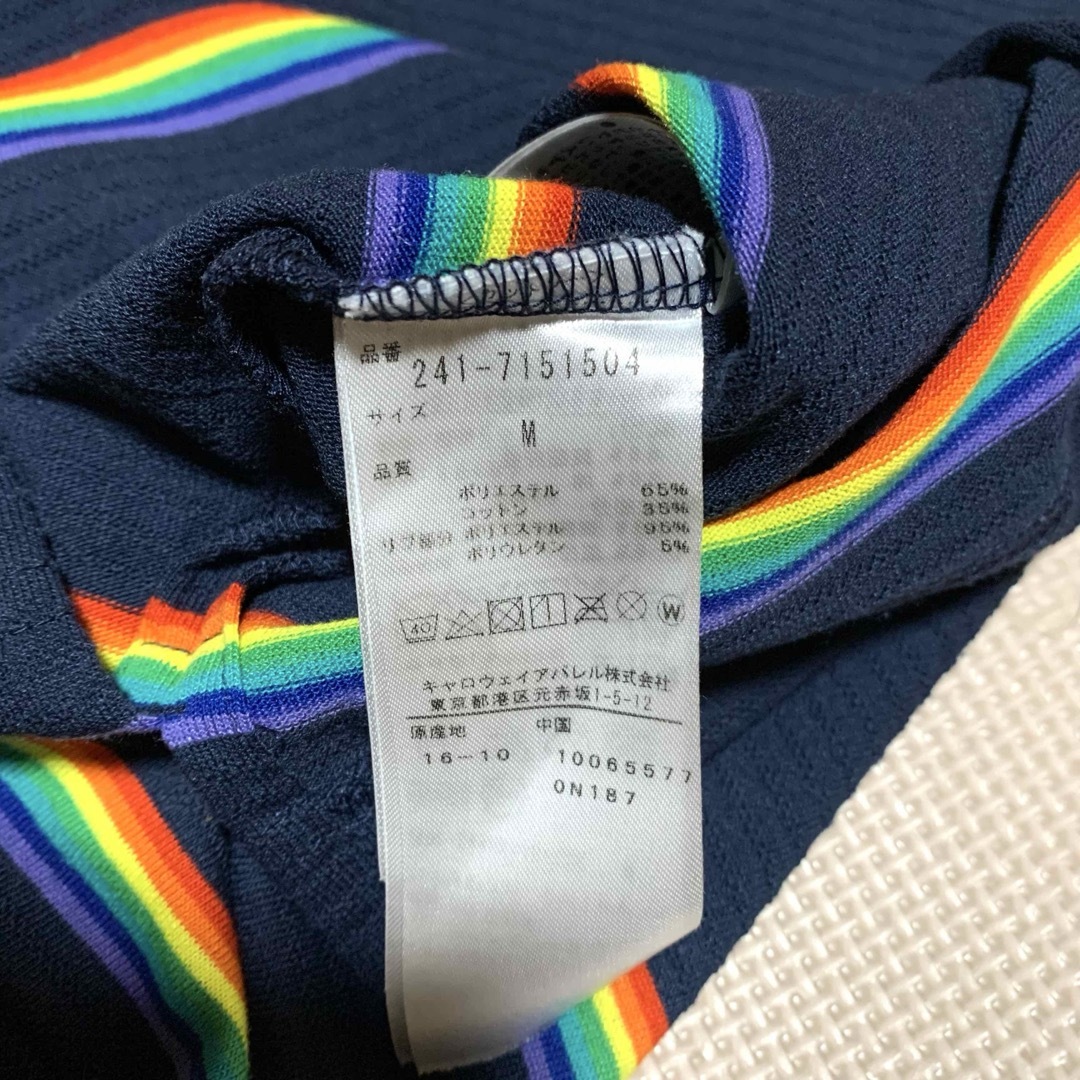 品番
241-7151504
サイズ
M
品質
ポリエステル 65%
コットン 35%
リブ部分 ポリエステル 95%
ポリウレタン 5%
40 W
キャロウェイアパレル株式会社
東京都港区元赤坂1-5-12
原産地 中国
16-10 10065577
0N187